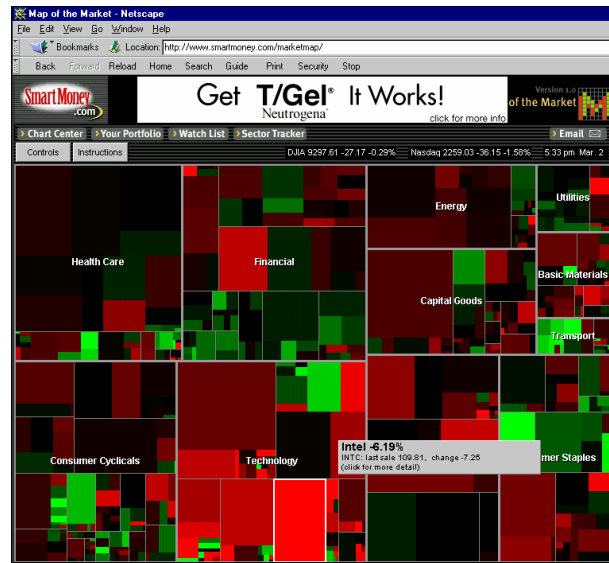 Map of the Market - Netscape
File Edit View Go Window Help
Bookmarks Location: http://www.smartmoney.com/marketmap/
Back Forward Reload Home Search Guide Print Security Stop
SmartMoney .com
Get T/Gel® It Works!
Neutrogena®
click for more info
Version 1.0
of the Market
Chart Center Your Portfolio Watch List Sector Tracker Email
Controls Instructions DJIA 9297.61 -27.17 -0.29% Nasdaq 2259.03 -36.15 -1.58% 5:33 pm Mar. 2
Health Care
Financial
Energy
Utilities
Capital Goods
Basic Materials
Transport
Consumer Cyclicals
Technology
mer Staples
Intel -6.19%
INTC: last sale 109.81, change -7.25
(click for more detail)